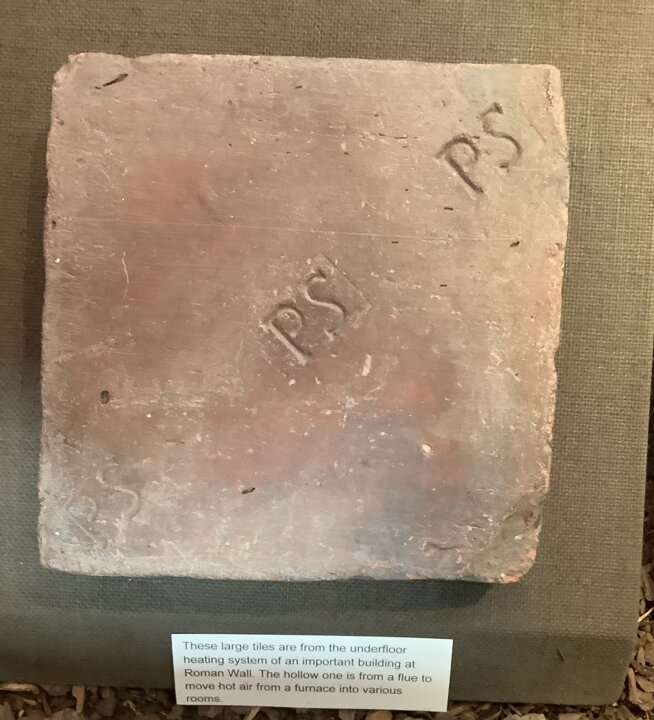 PS
PS
PS
These large tiles are from the underfloor
heating system of an important building at
Roman Wall. The hollow one is from a flue to
move hot air from a furnace into various
rooms.